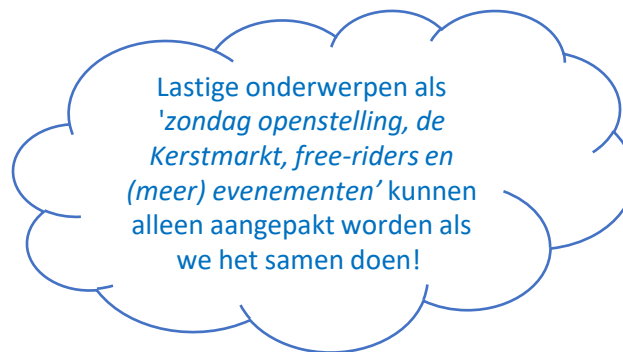 Lastige onderwerpen als
'zondag openstelling, de
Kerstmarkt, free-riders en
(meer) evenementen’ kunnen
alleen aangepakt worden als
we het samen doen!